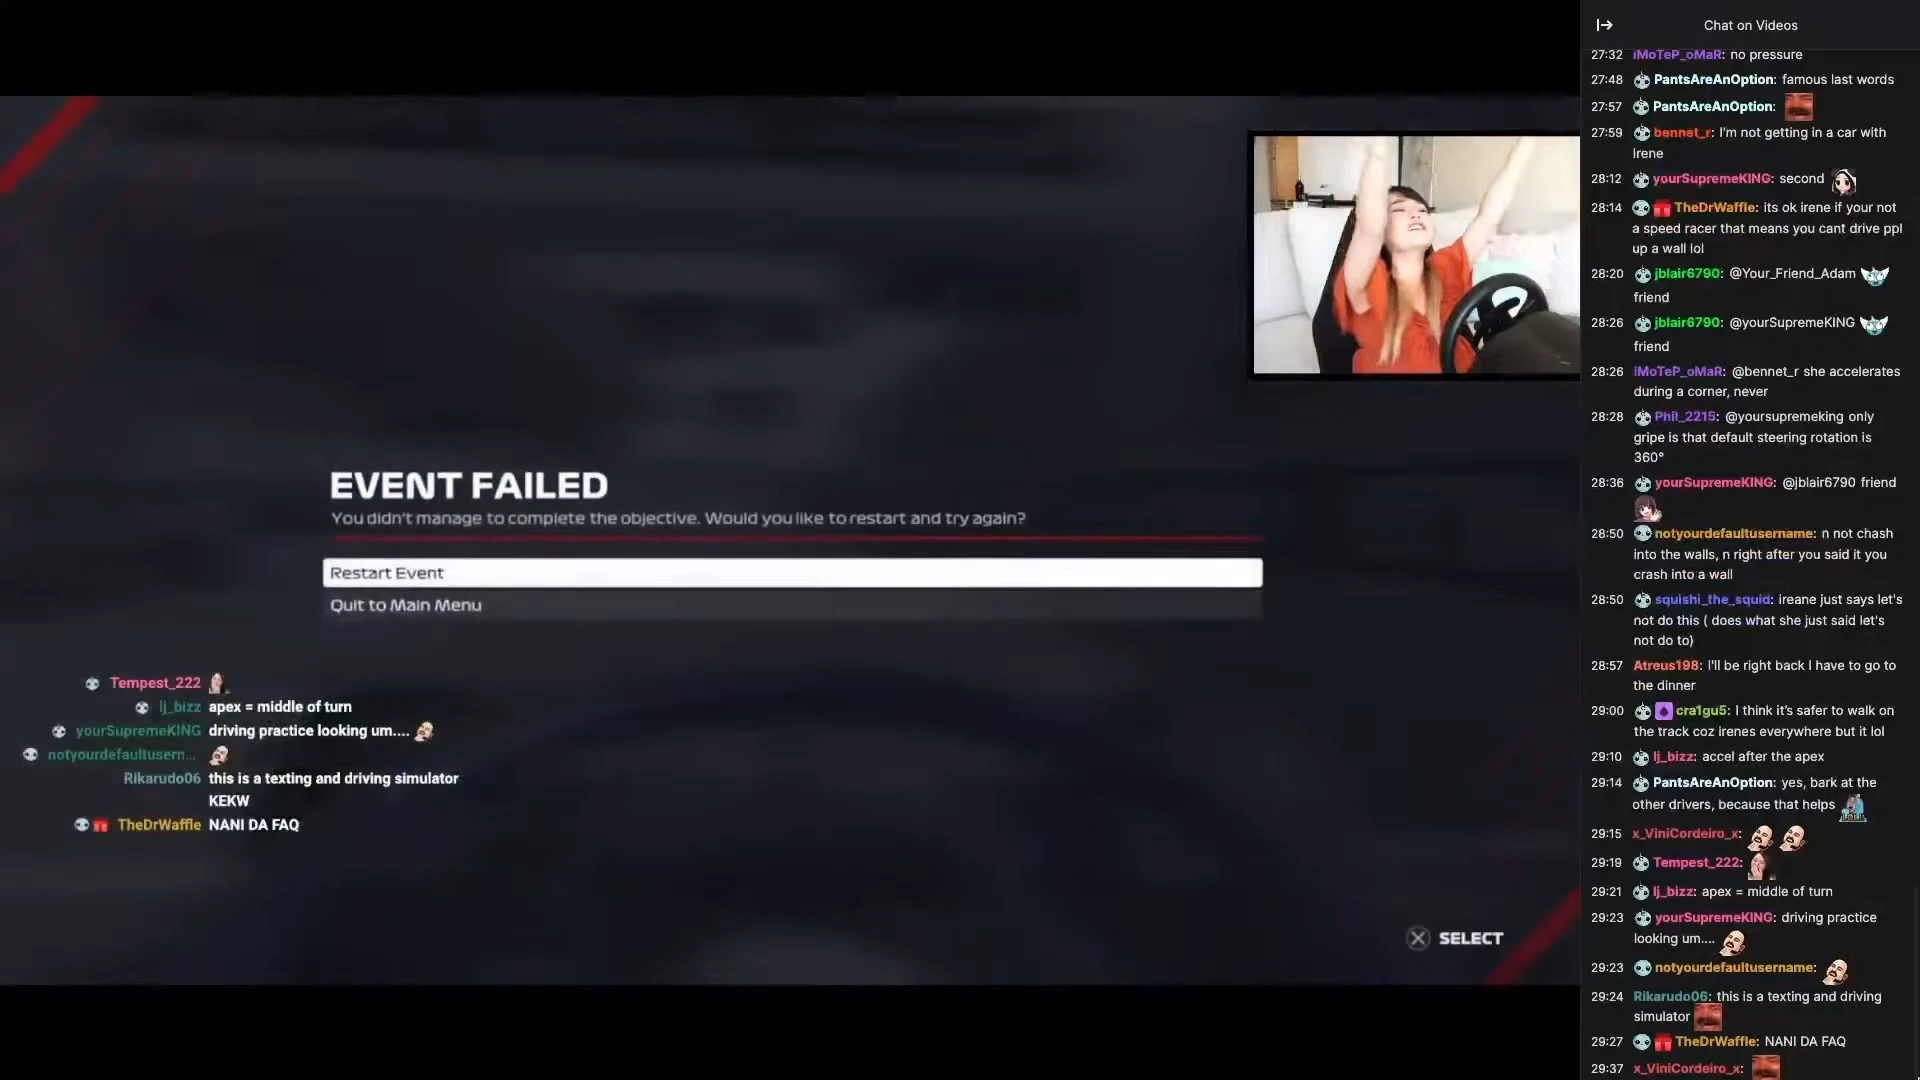 EVENT FAILED
You didn't manage to complete the objective. Would you like to restart and try again?
Restart Event
Quit to Main Menu
Tempest_222
lj_bizz apex = middle of turn
yourSupremeKING driving practice looking um....
notyourdefaultusern...
Rikarudo06 this is a texting and driving simulator
KEKW
TheDrWaffle NANI DA FAQ
SELECT
Chat on Videos
27:32 iMoTeP_oMaR: no pressure
27:48 PantsAreAnOption: famous last words
27:57 PantsAreAnOption:
27:59 bennet_r: I'm not getting in a car with
Irene
28:12 yourSupremeKING: second
28:14 TheDrWaffle: its ok irene if your not
a speed racer that means you cant drive ppl
up a wall lol
28:20 jblair6790: @Your_Friend_Adam
friend
28:26 jblair6790: @yourSupremeKING
friend
28:26 iMoTeP_oMaR: @bennet_r she accelerates
during a corner, never
28:28 Phil_2215: @yoursupremeking only
gripe is that default steering rotation is
360°
28:36 yourSupremeKING: @jblair6790 friend
28:50 notyourdefaultusername: n not chash
into the walls, n right after you said it you
crash into a wall
28:50 squishi_the_squid: ireane just says let's
not do this ( does what she just said let's
not do to)
28:57 Atreus198: I'll be right back I have to go to
the dinner
29:00 cra1gu5: I think it's safer to walk on
the track coz irenes everywhere but it lol
29:10 lj_bizz: accel after the apex
29:14 PantsAreAnOption: yes, bark at the
other drivers, because that helps
29:15 x_ViniCordeiro_x:
29:19 Tempest_222:
29:21 lj_bizz: apex = middle of turn
29:23 yourSupremeKING: driving practice
looking um....
29:23 notyourdefaultusername:
29:24 Rikarudo06: this is a texting and driving
simulator
29:27 TheDrWaffle: NANI DA FAQ
29:37 x_ViniCordeiro_x: